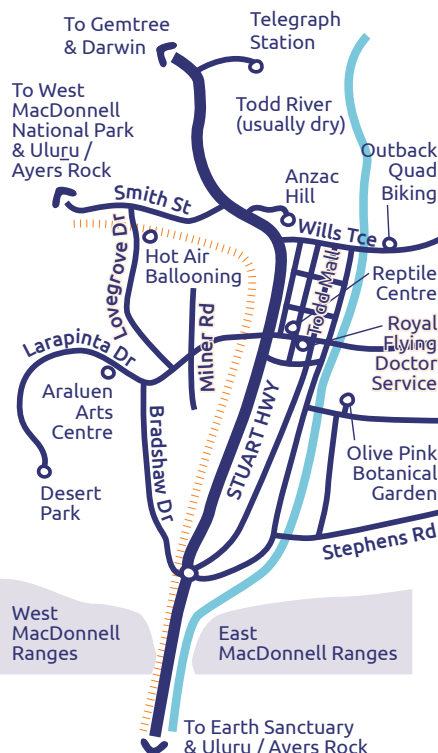 To Gemtree
& Darwin
Telegraph
Station
To West
MacDonnell
National Park
& Uluru /
Ayers Rock
Todd River
(usually dry)
Outback
Quad
Biking
Anzac
Hill
Smith St
Wills Tce
Lovegrove Dr
Hot Air
Ballooning
Todd Mall
Reptile
Centre
Milner Rd
Royal
Flying
Doctor
Service
Larapinta Dr
Araluen
Arts
Centre
Bradshaw Dr
STUART HWY
Olive Pink
Botanical
Garden
Desert
Park
Stephens Rd
West
MacDonnell
Ranges
East
MacDonnell Ranges
To Earth Sanctuary
& Uluru / Ayers Rock